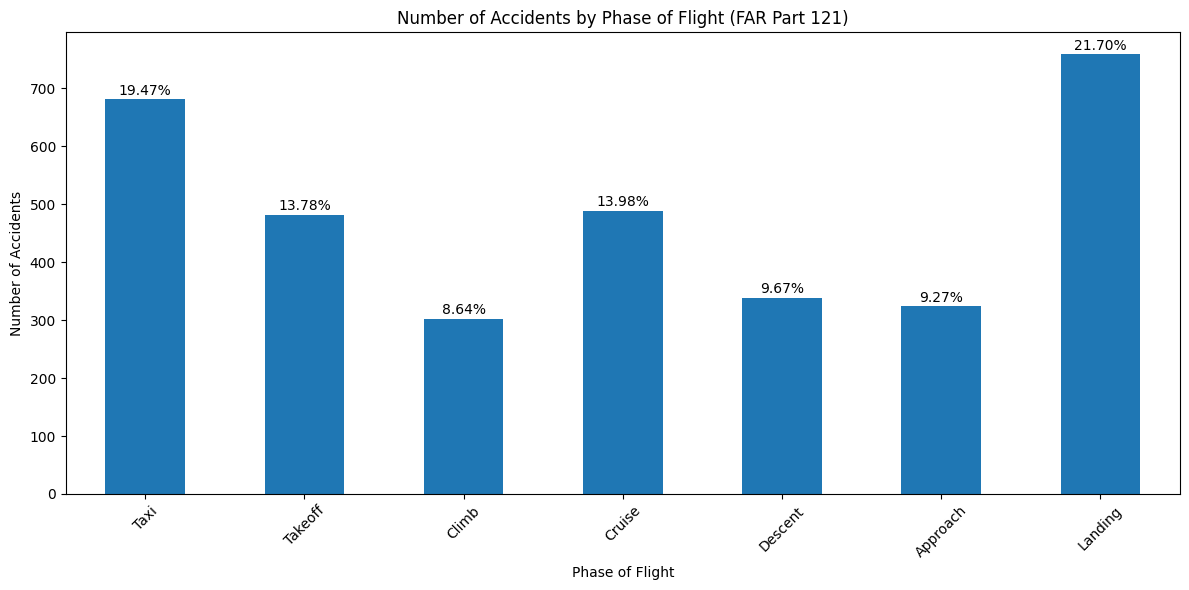 Number of Accidents by Phase of Flight (FAR Part 121)
Number of Accidents
700
600
500
400
300
200
100
0
19.47%
13.78%
8.64%
13.98%
9.67%
9.27%
21.70%
Taxi
Takeoff
Climb
Cruise
Descent
Approach
Landing
Phase of Flight